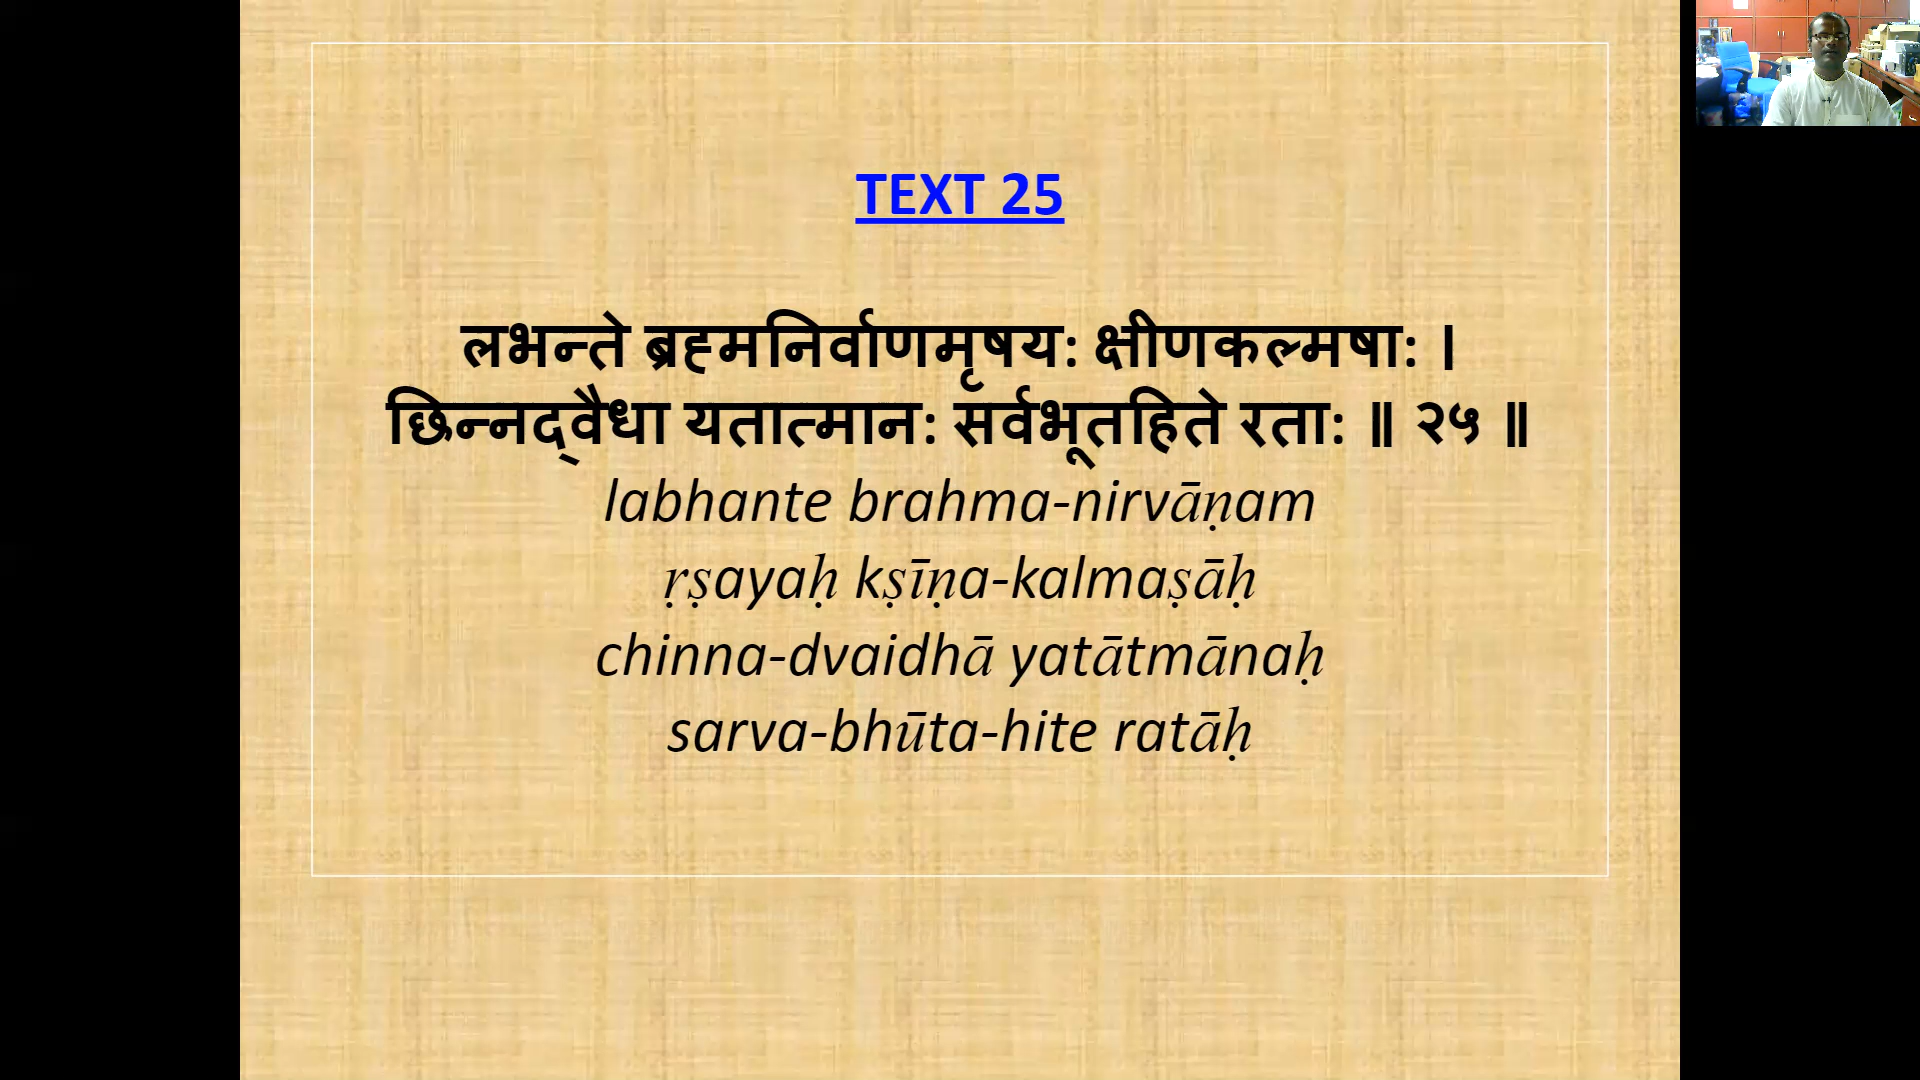 TEXT 25
लभन्ते ब्रह्मनिर्वाणमृषयः क्षीणकल्मषाः ।
छिन्नद्‌वैधा यतात्मानः सर्वभूतहिते रताः ॥ २५ ॥
labhante brahma-nirvāṇam
ṛṣayaḥ kṣīṇa-kalmaṣāḥ
chinna-dvaidhā yatātmānaḥ
sarva-bhūta-hite ratāḥ